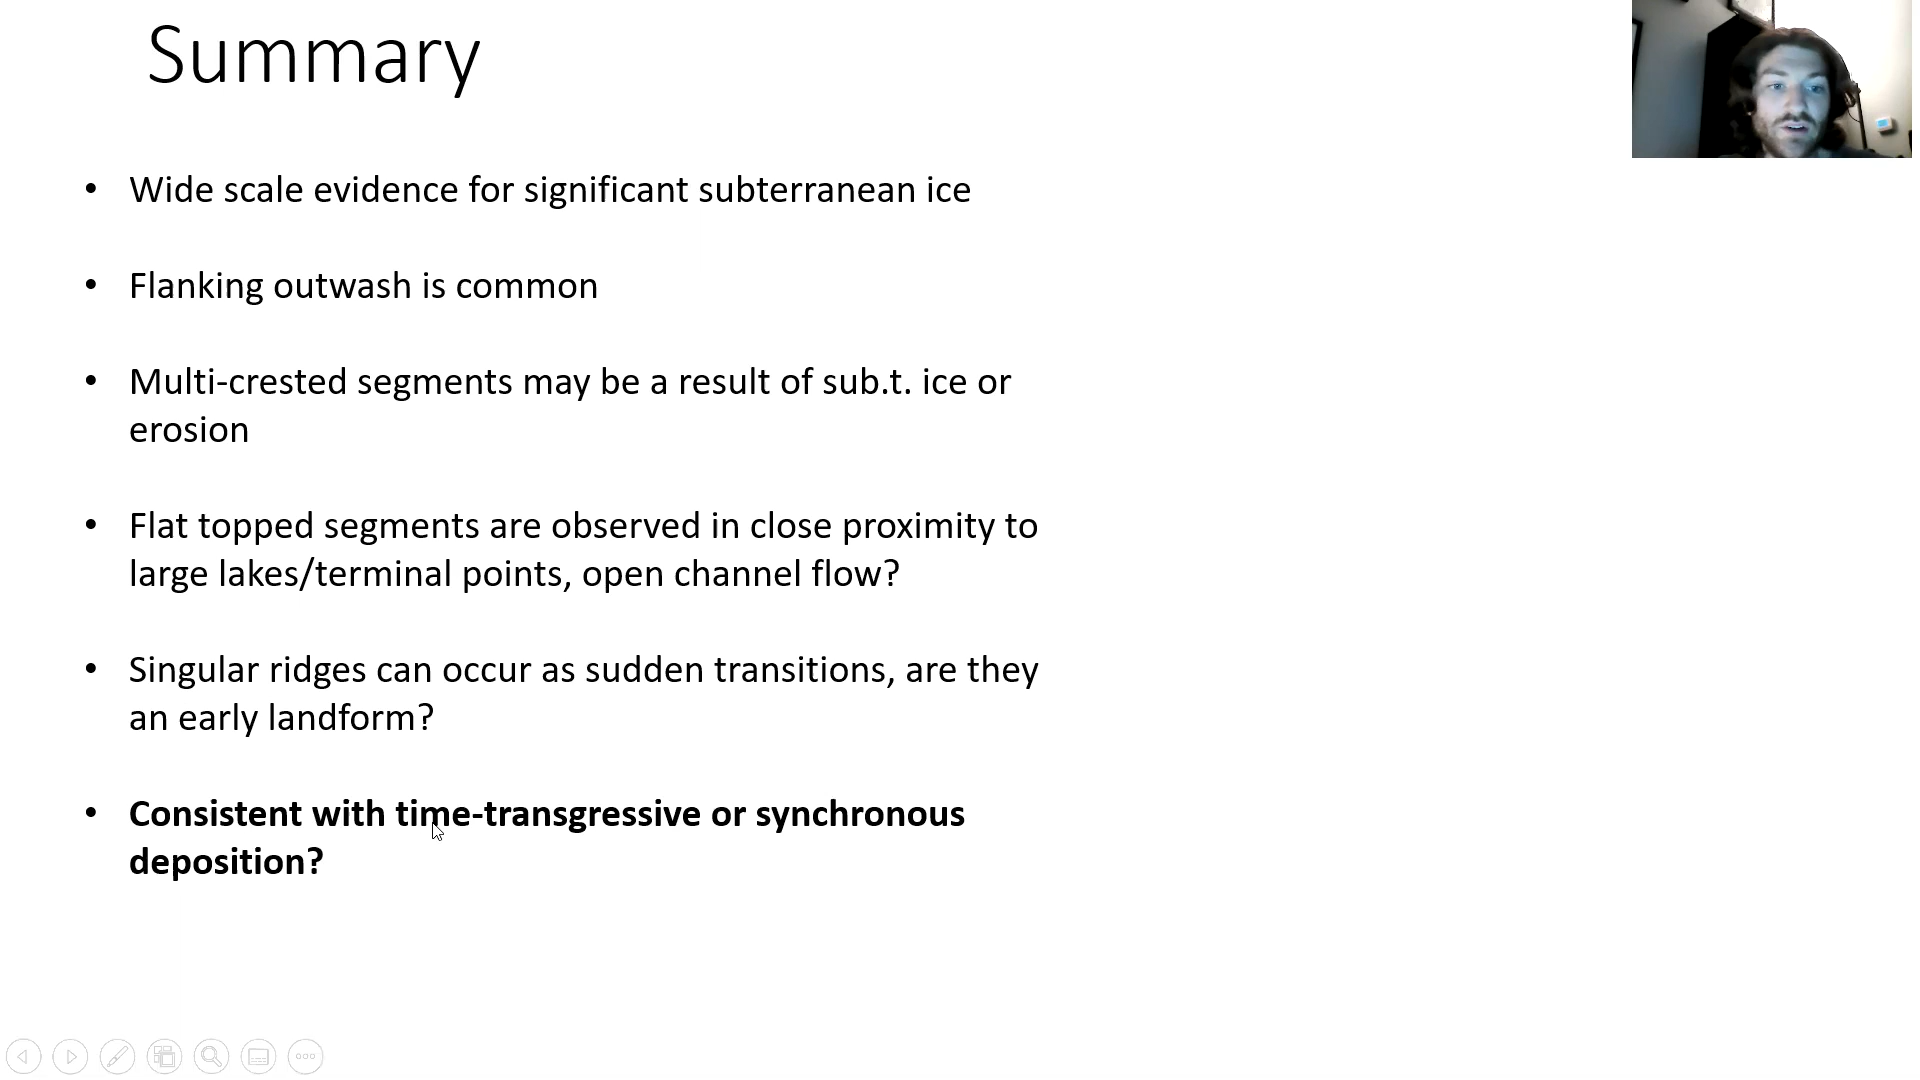 Summary
• Wide scale evidence for significant subterranean ice
• Flanking outwash is common
• Multi-crested segments may be a result of sub.t. ice or
erosion
• Flat topped segments are observed in close proximity to
large lakes/terminal points, open channel flow?
• Singular ridges can occur as sudden transitions, are they
an early landform?
• Consistent with time-transgressive or synchronous
deposition?